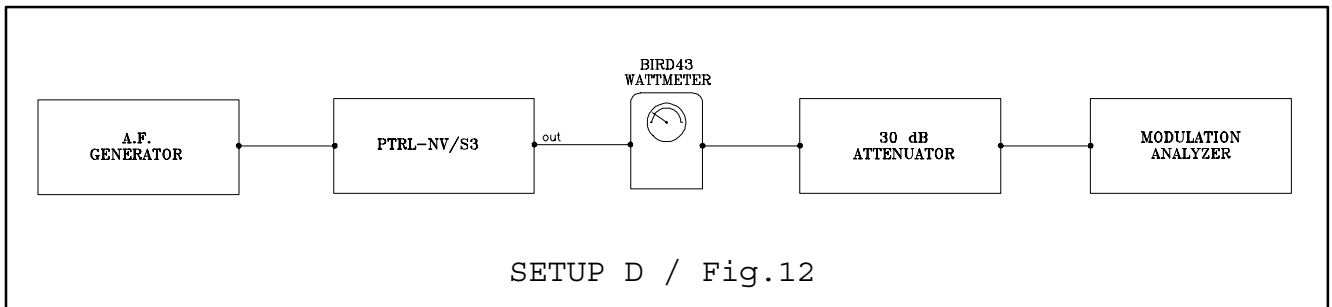 BIRD43
WATTMETER
A.F.
GENERATOR
PTRL-NV/S3
out
30 dB
ATTENUATOR
MODULATION
ANALYZER
SETUP D / Fig.12